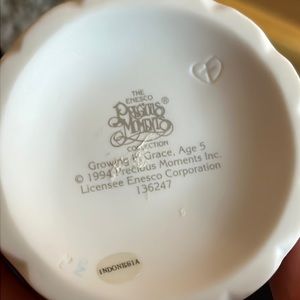 THE
ENESCO
PRECIOUS
MOMENTS®
COLLECTION
Growing in Grace, Age 5
© 1994 Precious Moments Inc.
Licensee Enesco Corporation
136247
INDONESIA